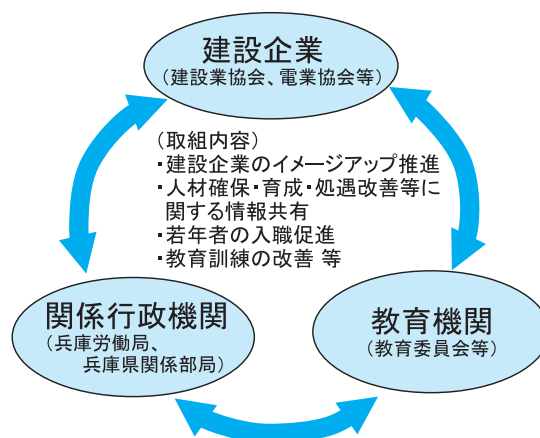 建設企業
（建設業協会、電業協会等）
（取組内容）
・建設企業のイメージアップ推進
・人材確保・育成・処遇改善等に
関する情報共有
・若年者の入職促進
・教育訓練の改善 等
関係行政機関
（兵庫労働局、
兵庫県関係部局）
教育機関
（教育委員会等）